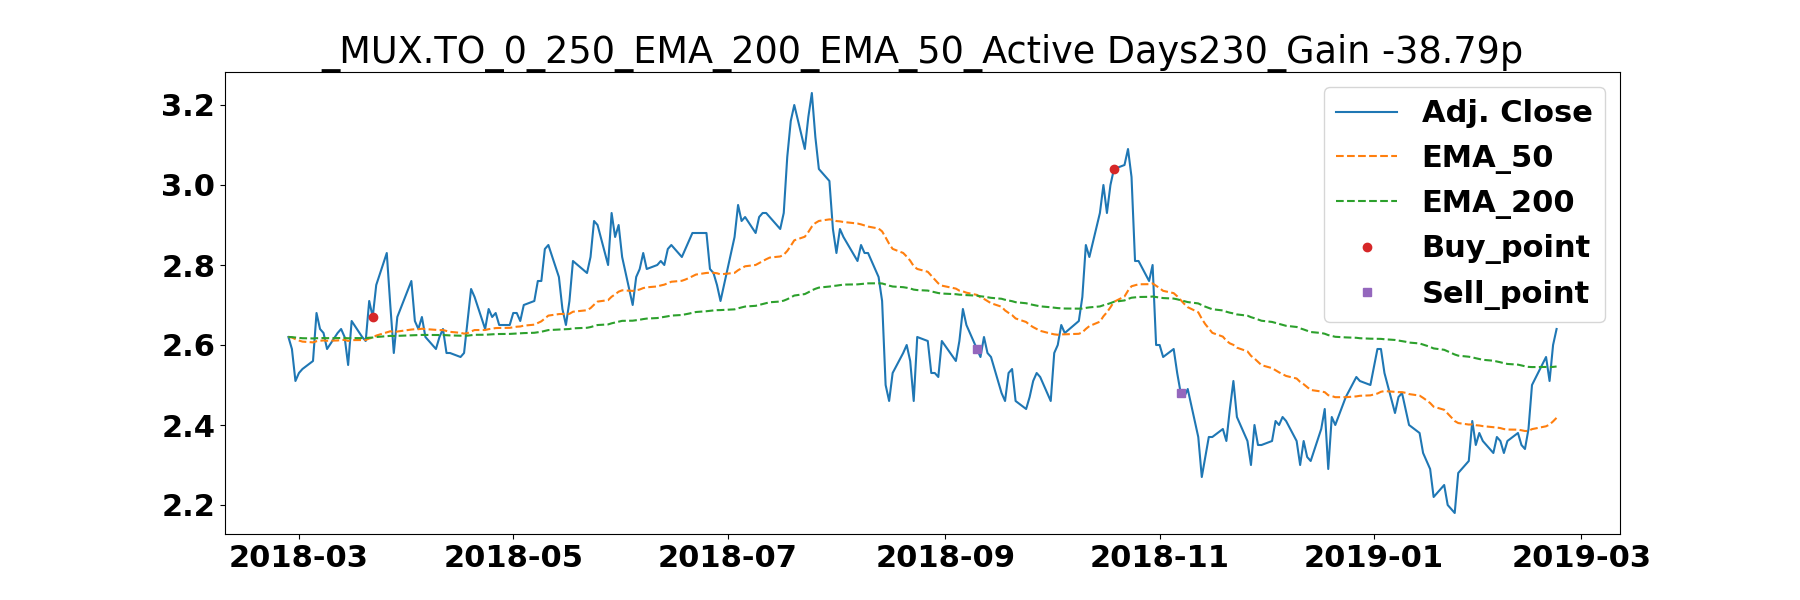 _MUX.TO_0_250_EMA_200_EMA_50_Active Days230_Gain -38.79p
3.2
3.0
2.8
2.6
2.4
2.2
Adj. Close
EMA_50
EMA_200
Buy_point
Sell_point
2018-03 2018-05 2018-07 2018-09 2018-11 2019-01 2019-03